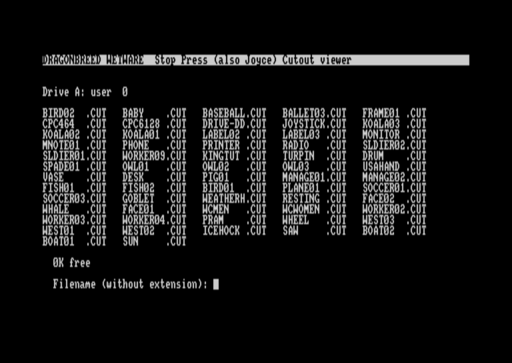 DRAGONBREED WETWARE  Stop Press (also Joyce) Cutout viewer
Drive A: user  0
BIRD02  .CUT   BABY    .CUT   BASEBALL.CUT   BALLET03.CUT   FRAME01 .CUT
CPC464  .CUT   CPC6128 .CUT   DRIVE-DD.CUT   JOYSTICK.CUT   KOALA03 .CUT
KOALA02 .CUT   KOALA01 .CUT   LABEL02 .CUT   LABEL03 .CUT   MONITOR .CUT
MNOTE01 .CUT   PHONE   .CUT   PRINTER .CUT   RADIO   .CUT   SLDIER02.CUT
SLDIER01.CUT   WORKER09.CUT   KINGTUT .CUT   TURPIN  .CUT   DRUM    .CUT
SPADE01 .CUT   OWL01   .CUT   OWL02   .CUT   OWL03   .CUT   USAHAND .CUT
VASE    .CUT   DESK    .CUT   PIG01   .CUT   MANAGE01.CUT   MANAGE02.CUT
FISH01  .CUT   FISH02  .CUT   BIRD01  .CUT   PLANE01 .CUT   SOCCER01.CUT
SOCCER03.CUT   GOBLET  .CUT   WEATHERH.CUT   RESTING .CUT   FACE02  .CUT
WHALE   .CUT   FACE01  .CUT   WCMEN   .CUT   WCWOMEN .CUT   WORKER02.CUT
WORKER03.CUT   WORKER04.CUT   PRAM    .CUT   WHEEL   .CUT   WEST03  .CUT
WEST01  .CUT   WEST02  .CUT   ICEHOCK .CUT   SAW     .CUT   BOAT02  .CUT
BOAT01  .CUT   SUN     .CUT
0K free
Filename (without extension):